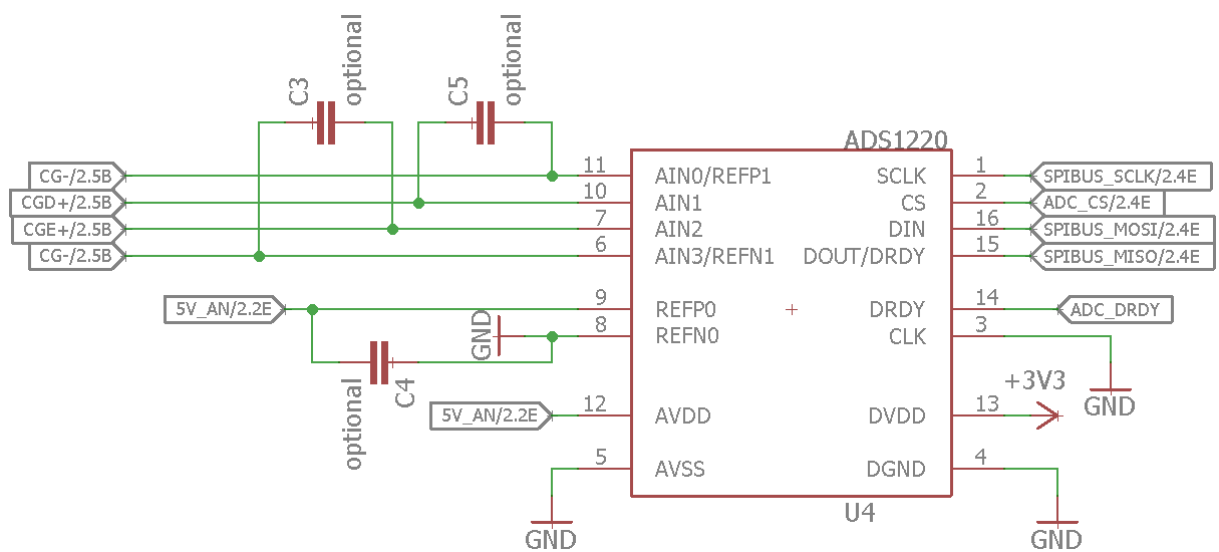 C3
optional
C5
optional
ADS1220
CG-/2.5B
11
AIN0/REFP1
SCLK
1
SPIBUS_SCLK/2.4E
CGD+/2.5B
10
AIN1
CS
2
ADC_CS/2.4E
CGE+/2.5B
7
AIN2
DIN
16
SPIBUS_MOSI/2.4E
CG-/2.5B
6
AIN3/REFN1
DOUT/DRDY
15
SPIBUS_MISO/2.4E
5V_AN/2.2E
9
REFP0
DRDY
14
ADC_DRDY
GND
8
REFN0
CLK
3
optional
C4
+3V3
GND
5V_AN/2.2E
12
AVDD
DVDD
13
5
AVSS
DGND
4
U4
GND
GND